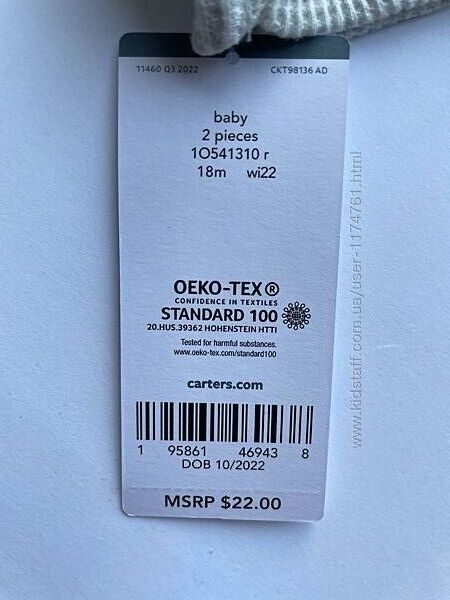 11460 Q3 2022 CKT98136 AD
baby
2 pieces
1O541310 r
18m wi22
OEKO-TEX®
CONFIDENCE IN TEXTILES
STANDARD 100
20.HUS.39362 HOHENSTEIN HTTI
Tested for harmful substances.
www.oeko-tex.com/standard100
carters.com
1 95861 46943 8
DOB 10/2022
MSRP $22.00
www.kidstaff.com.ua/user-1174761.html